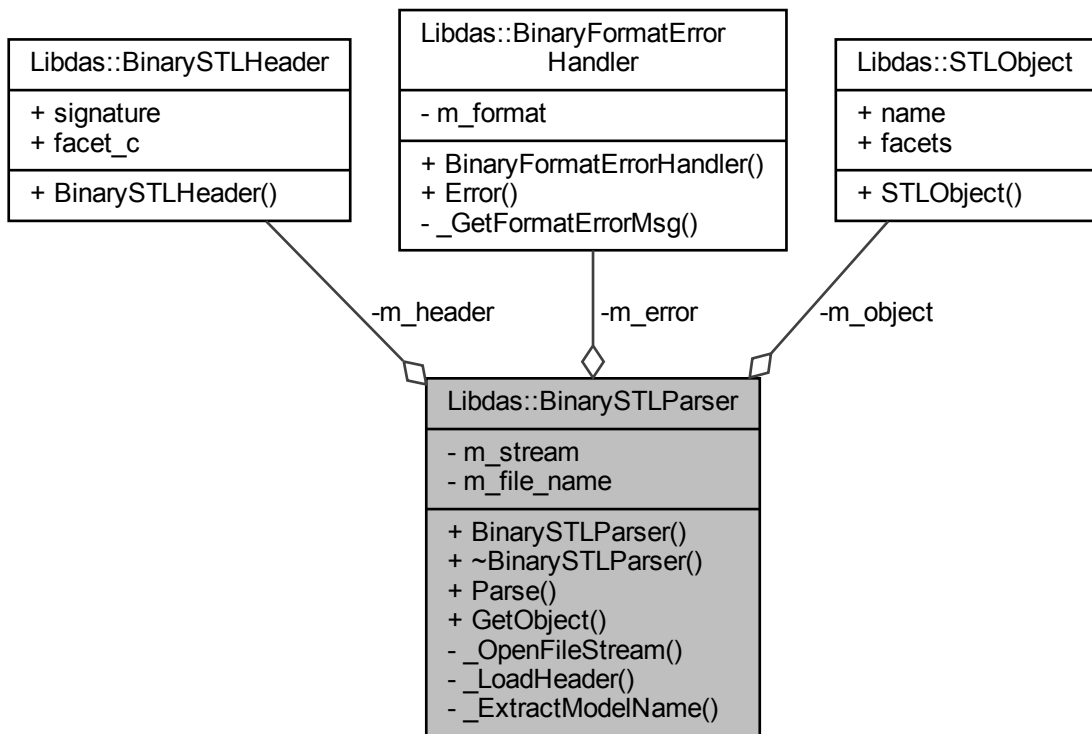 Libdas::BinarySTLHeader
+ signature
+ facet_c
+ BinarySTLHeader()
Libdas::BinaryFormatError
Handler
- m_format
+ BinaryFormatErrorHandler()
+ Error()
- _GetFormatErrorMsg()
Libdas::STLObject
+ name
+ facets
+ STLObject()
-m_header
-m_error
-m_object
Libdas::BinarySTLParser
- m_stream
- m_file_name
+ BinarySTLParser()
+ ~BinarySTLParser()
+ Parse()
+ GetObject()
- _OpenFileStream()
- _LoadHeader()
- _ExtractModelName()